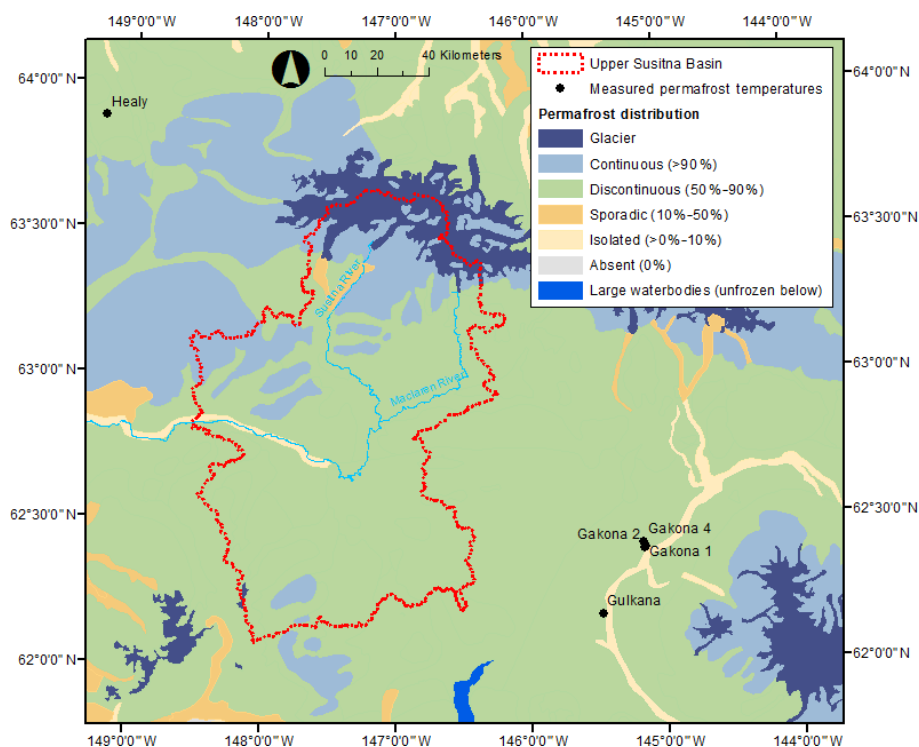 149°0'0"W 148°0'0"W 147°0'0"W 146°0'0"W 145°0'0"W 144°0'0"W
0 10 20 40 Kilometers
Upper Susitna Basin
Measured permafrost temperatures
Permafrost distribution
Glacier
Continuous (>90%)
Discontinuous (50%-90%)
Sporadic (10%-50%)
Isolated (>0%-10%)
Absent (0%)
Large waterbodies (unfrozen below)
64°0'0"N
64°0'0"N
Healy
63°30'0"N
63°30'0"N
Susitna River
63°0'0"N
63°0'0"N
Maclaren River
62°30'0"N
62°30'0"N
Gakona 2
Gakona 4
Gakona 1
Gulkana
62°0'0"N
62°0'0"N
149°0'0"W 148°0'0"W 147°0'0"W 146°0'0"W 145°0'0"W 144°0'0"W